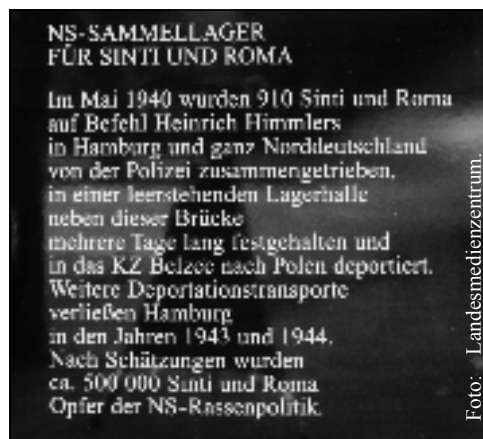 NS-SAMMELLAGER
FÜR SINTI UND ROMA
Im Mai 1940 wurden 910 Sinti und Roma
auf Befehl Heinrich Himmlers
in Hamburg und ganz Norddeutschland
von der Polizei zusammengetrieben,
in einer leerstehenden Lagerhalle
neben dieser Brücke
mehrere Tage lang festgehalten und
in das KZ Belzec nach Polen deportiert.
Weitere Deportationstransporte
verließen Hamburg
in den Jahren 1943 und 1944.
Nach Schätzungen wurden
ca. 500 000 Sinti und Roma
Opfer der NS-Rassenpolitik.
Foto: Landesmedienzentrum.